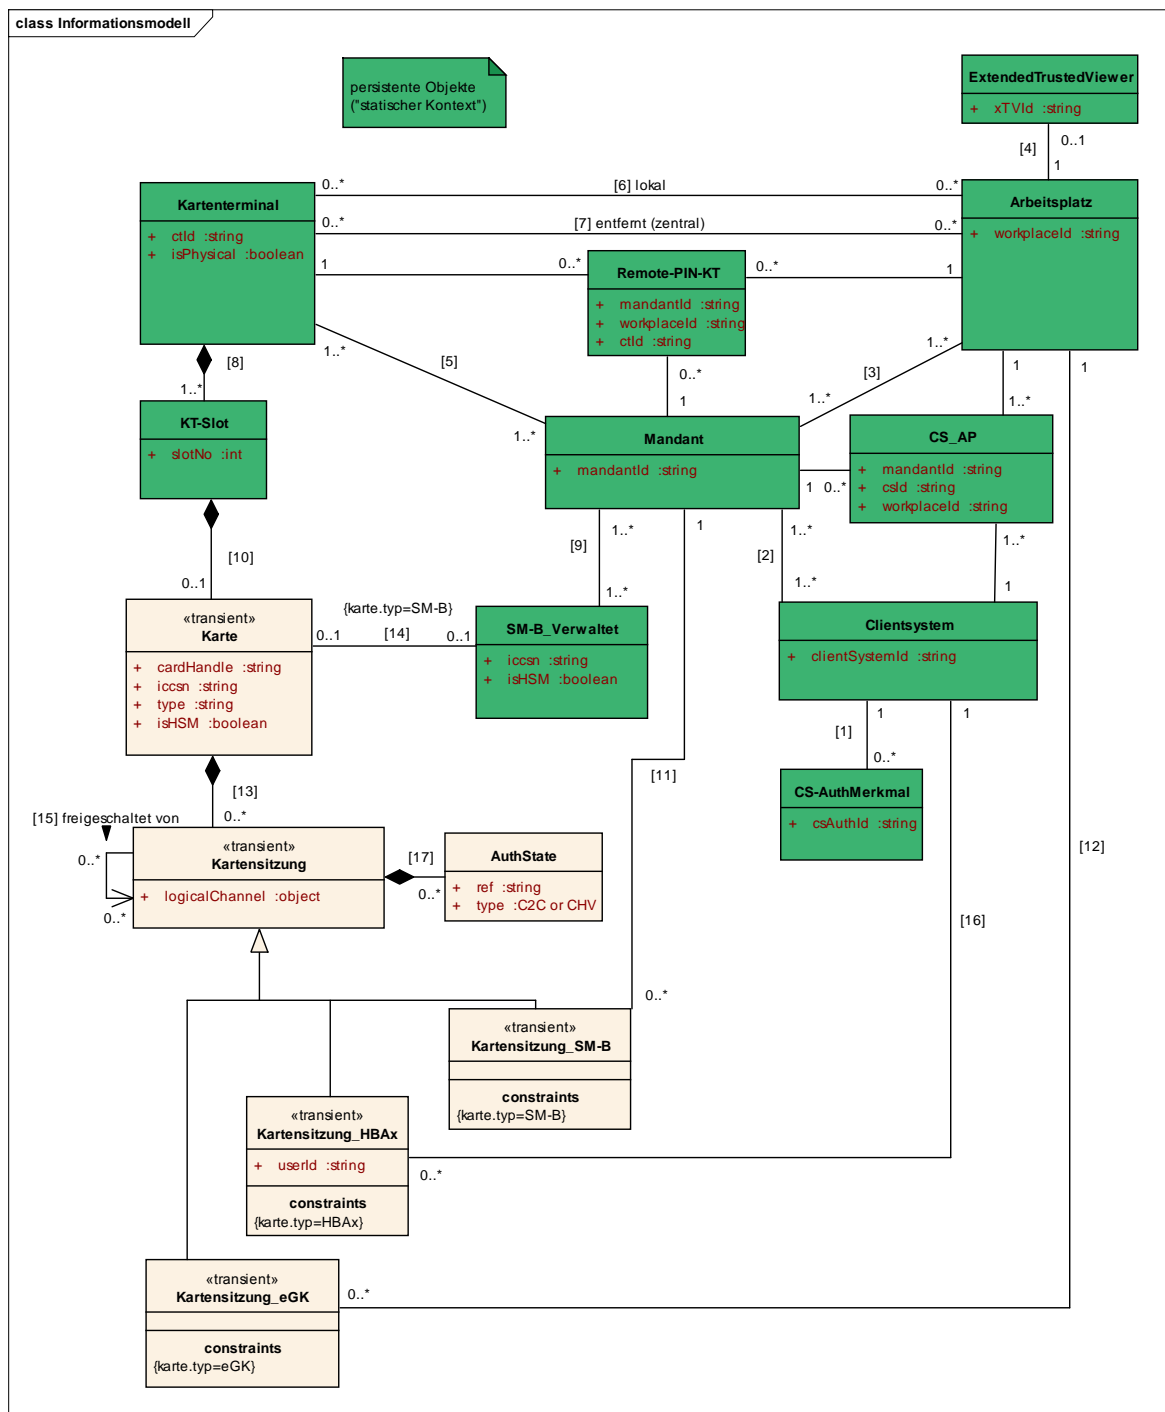 class Informationsmodell
persistente Objekte
("statischer Kontext")
ExtendedTrustedViewer
+ xTVId :string
[4]
0..1
1
Kartenterminal
+ ctId :string
+ isPhysical :boolean
0..*
[6] lokal
0..*
0..*
[7] entfernt (zentral)
0..*
Arbeitsplatz
+ workplaceId :string
1
0..*
Remote-PIN-KT
+ mandantId :string
+ workplaceId :string
+ ctId :string
0..*
1
[8]
1..*
1..*
[5]
1..*
0..*
1
[3]
1..*
1..*
1
1..*
1
KT-Slot
+ slotNo :int
Mandant
+ mandantId :string
1
0..*
CS_AP
+ mandantId :string
+ csId :string
+ workplaceId :string
[10]
0..1
[9]
1..*
1..*
1
[2]
1..*
1..*
1..*
1
«transient»
Karte
+ cardHandle :string
+ iccsn :string
+ type :string
+ isHSM :boolean
{karte.typ=SM-B}
0..1
[14]
0..1
SM-B_Verwaltet
+ iccsn :string
+ isHSM :boolean
Clientsystem
+ clientSystemId :string
[1]
1
0..*
1
[11]
CS-AuthMerkmal
+ csAuthId :string
[13]
0..*
[15] freigeschaltet von
0..*
0..*
«transient»
Kartensitzung
+ logicalChannel :object
[17]
0..*
AuthState
+ ref :string
+ type :C2C or CHV
[12]
[16]
0..*
«transient»
Kartensitzung_SM-B
constraints
{karte.typ=SM-B}
«transient»
Kartensitzung_HBAx
+ userId :string
constraints
{karte.typ=HBAx}
0..*
«transient»
Kartensitzung_eGK
constraints
{karte.typ=eGK}
0..*